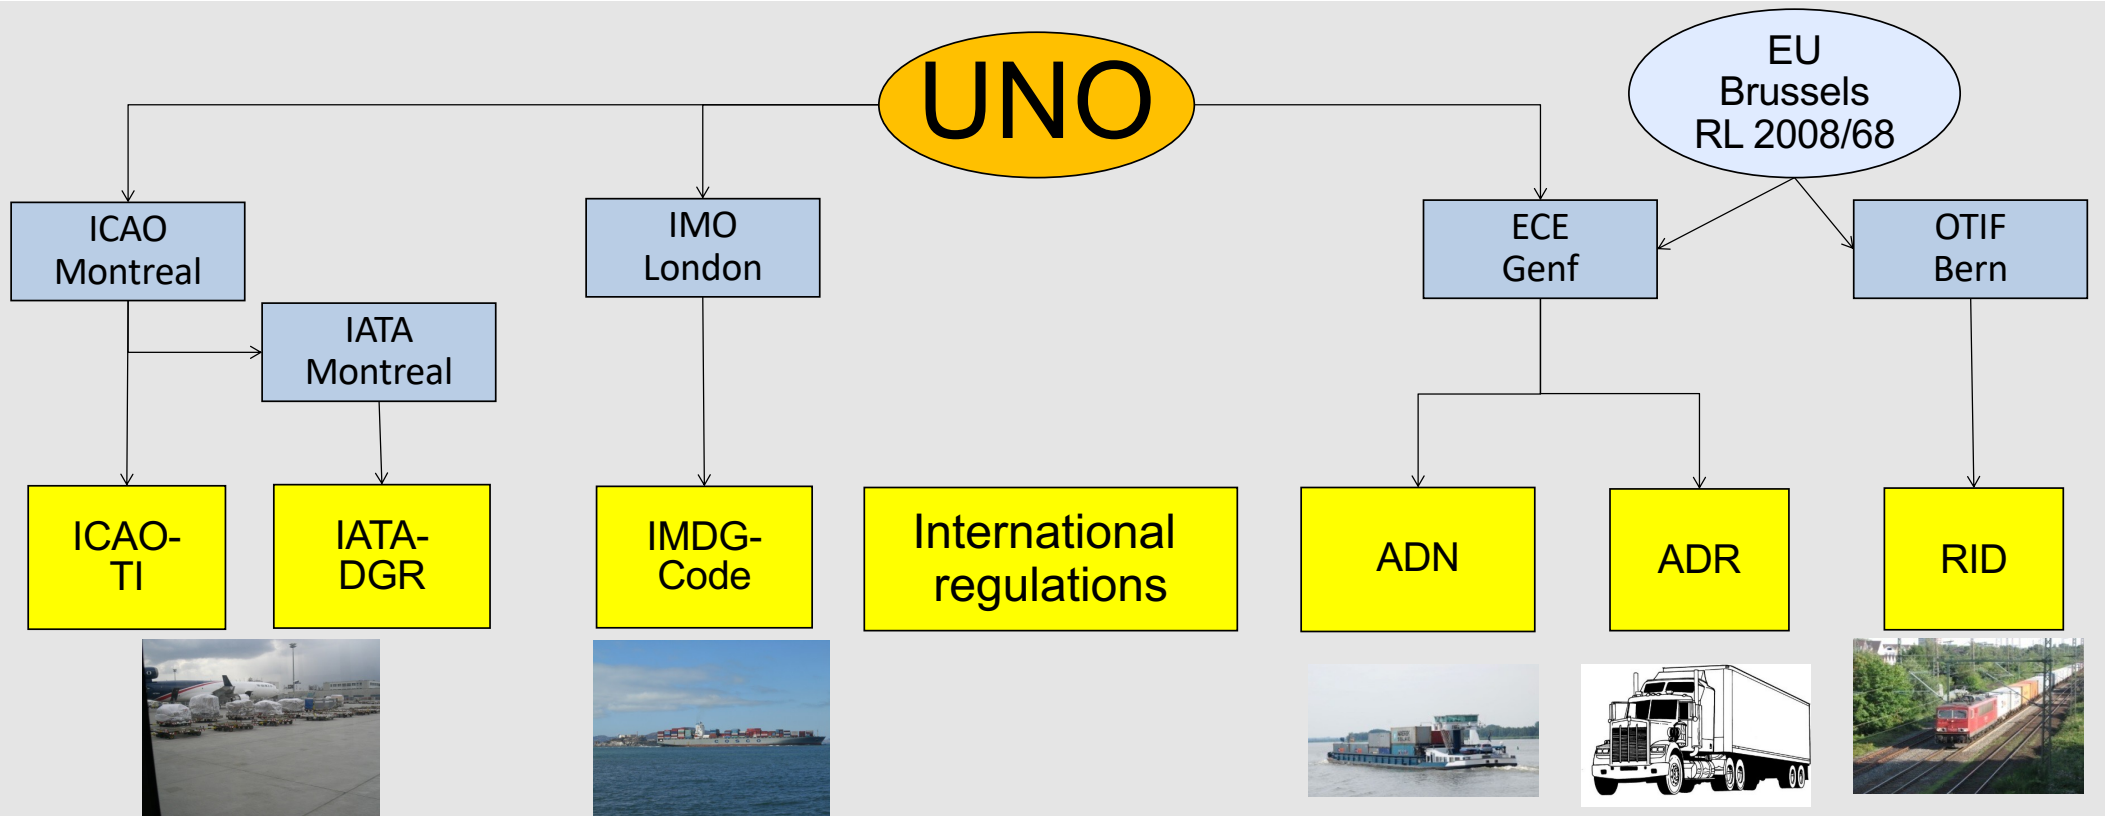 UNO
EU
Brussels
RL 2008/68
ICAO
Montreal
IMO
London
ECE
Genf
OTIF
Bern
IATA
Montreal
ICAO-
TI
IATA-
DGR
IMDG-
Code
International
regulations
ADN
ADR
RID
COSCO